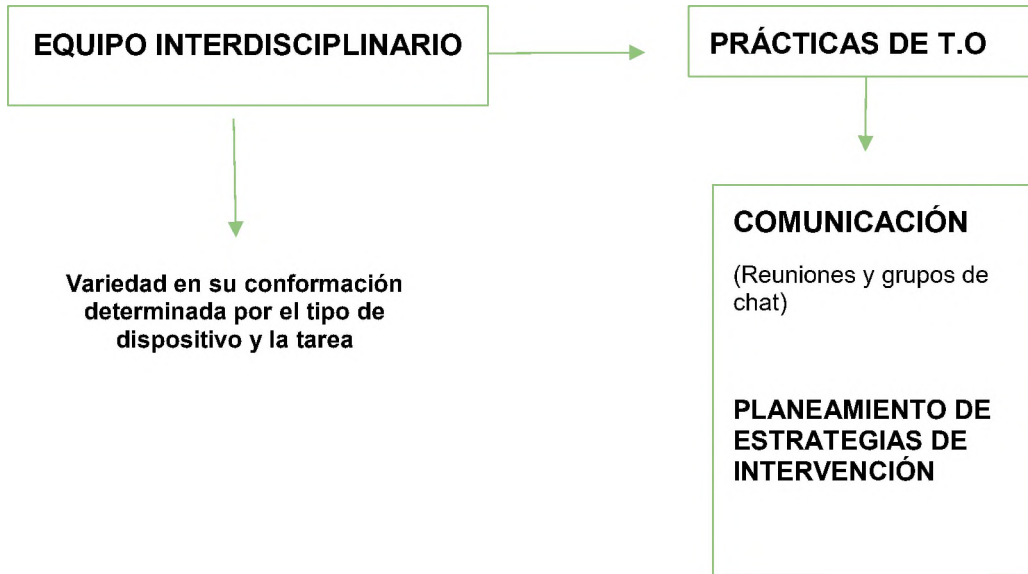 EQUIPO INTERDISCIPLINARIO
PRÁCTICAS DE T.O
Variedad en su conformación
determinada por el tipo de
dispositivo y la tarea
COMUNICACIÓN
(Reuniones y grupos de
chat)
PLANEAMIENTO DE
ESTRATEGIAS DE
INTERVENCIÓN